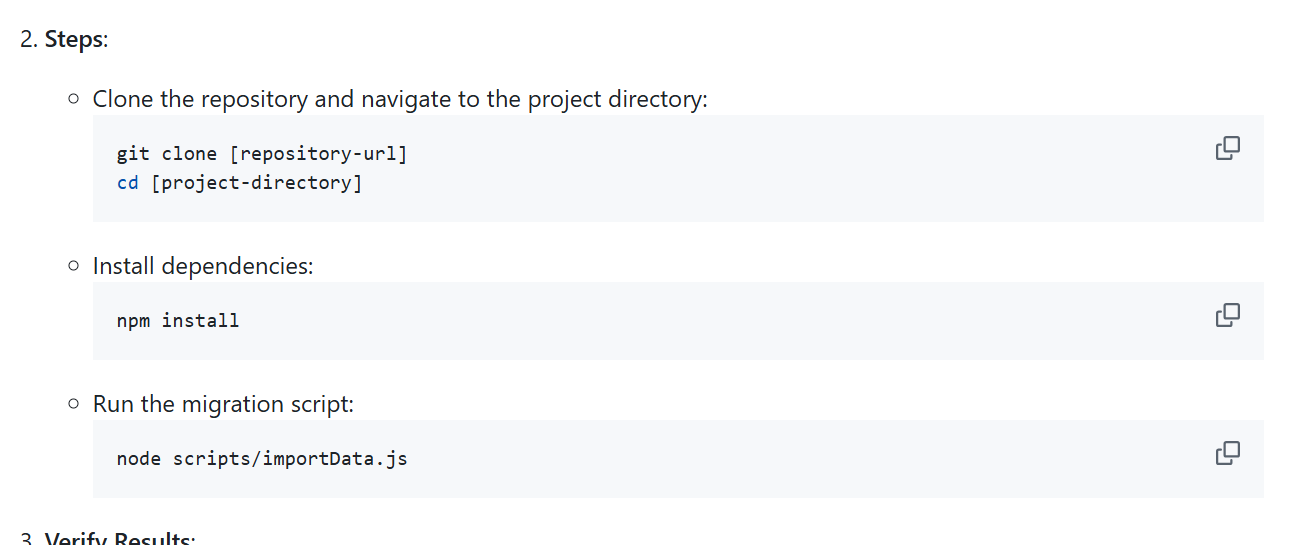 2. Steps:
Clone the repository and navigate to the project directory:
git clone [repository-url]
cd [project-directory]
Install dependencies:
npm install
Run the migration script:
node scripts/importData.js
3. Verify Results: